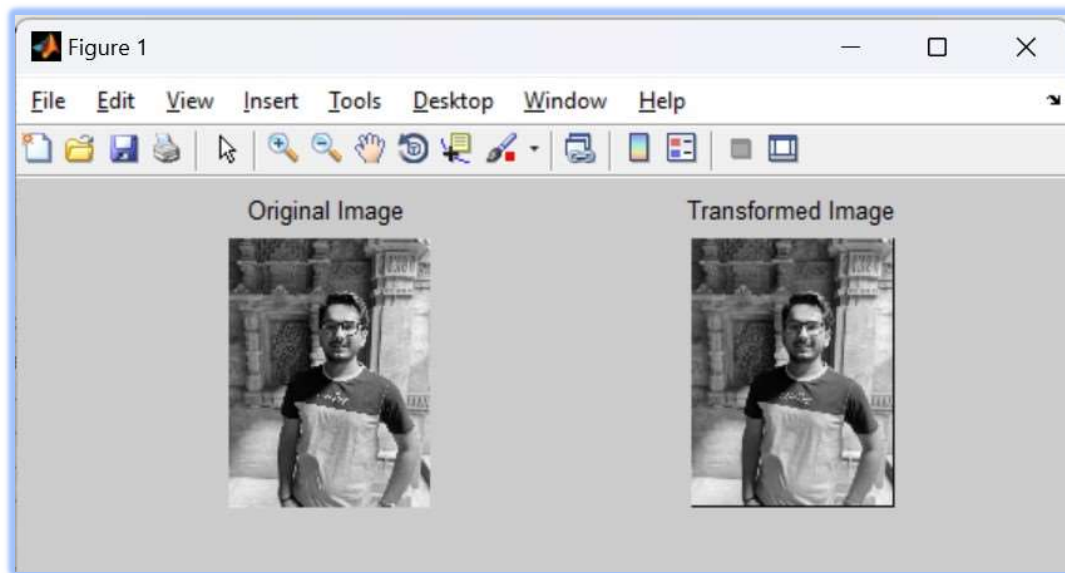 Figure 1
File Edit View Insert Tools Desktop Window Help
Original Image Transformed Image